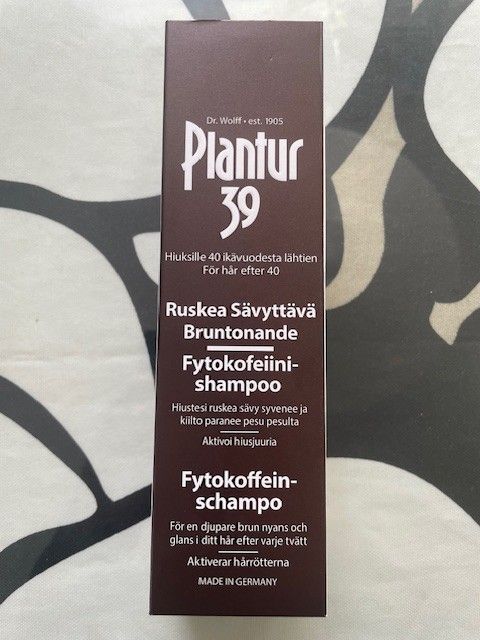 Dr. Wolff • est. 1905
Plantur
39
Hiuksille 40 ikävuodesta lähtien
För hår efter 40
Ruskea Sävyttävä
Bruntonande
Fytokofeiini-
shampoo
Hiustesi ruskea sävy syvenee ja
kiilto paranee pesu pesulta
Aktivoi hiusjuuria
Fytokoffein-
schampo
För en djupare brun nyans och
glans i ditt hår efter varje tvätt
Aktiverar hårrötterna
MADE IN GERMANY